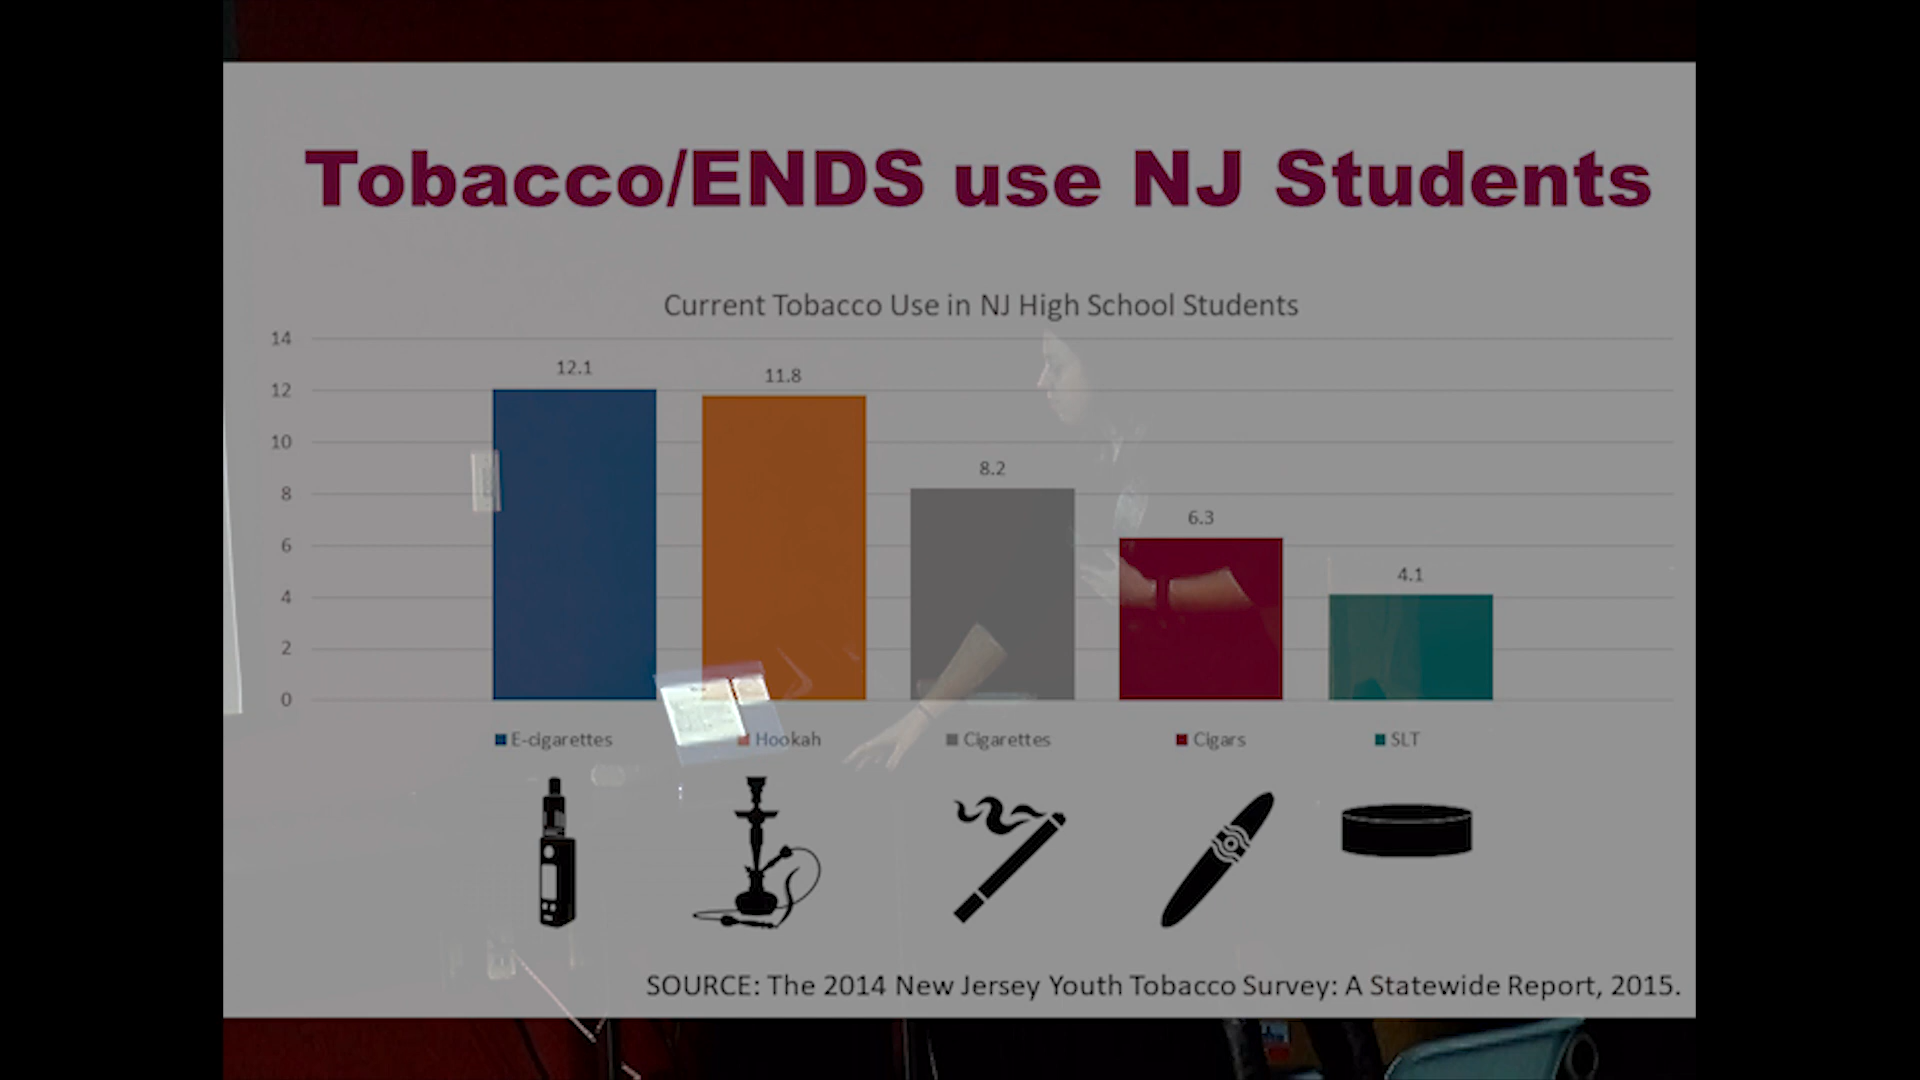 Tobacco/ENDS use NJ Students
Current Tobacco Use in NJ High School Students
14
12
10
8
6
4
2
0
12.1
11.8
8.2
6.3
4.1
E-cigarettes
Hookah
Cigarettes
Cigars
SLT
SOURCE: The 2014 New Jersey Youth Tobacco Survey: A Statewide Report, 2015.